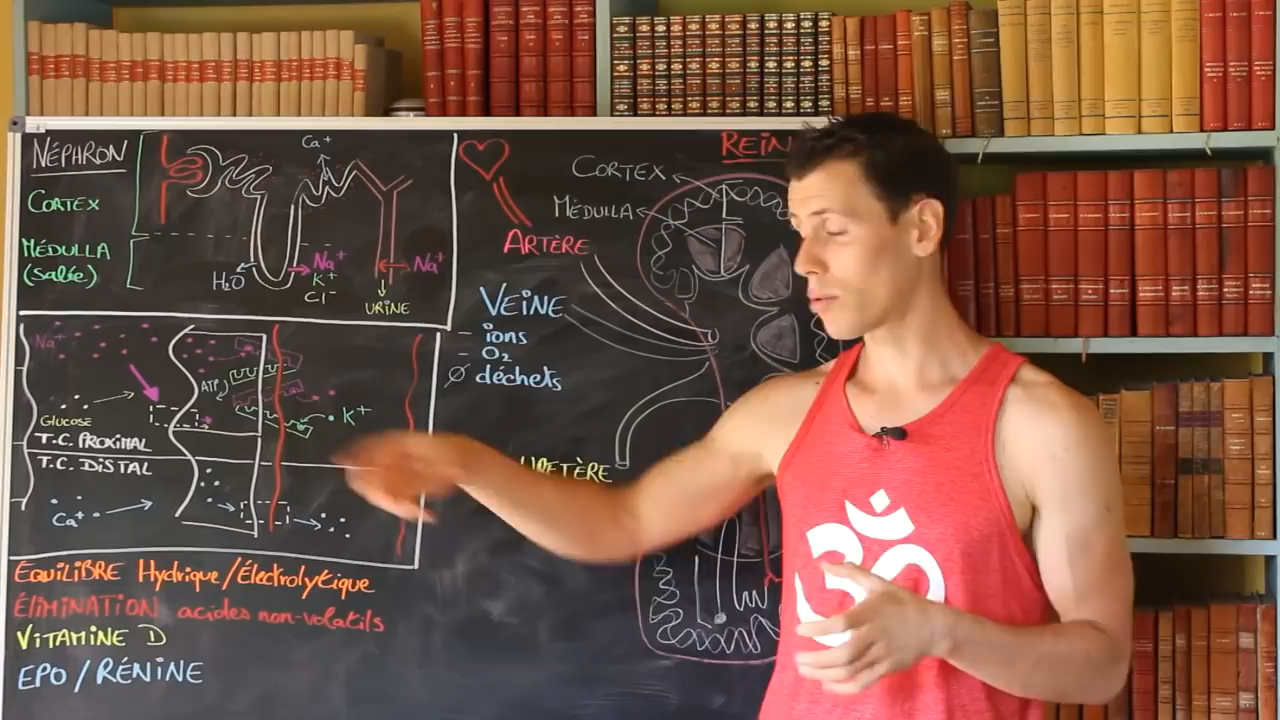 NÉPHRON
CORTEX
MÉDULLA
(Salée)
Ca+
H2O
Na+
K+
Cl-
Na+
URINE
Na+
ATP
GLUCOSE
K+
T.C. PROXIMAL
T.C. DISTAL
Ca+
EQUILIBRE Hydrique/Électrolytique
ÉLIMINATION acides non-volatils
VITAMINE D
EPO / RÉNINE
REIN
CORTEX
MÉDULLA
ARTÈRE
VEINE
- ions
- O2
Ø déchets
URETÈRE
ॐ